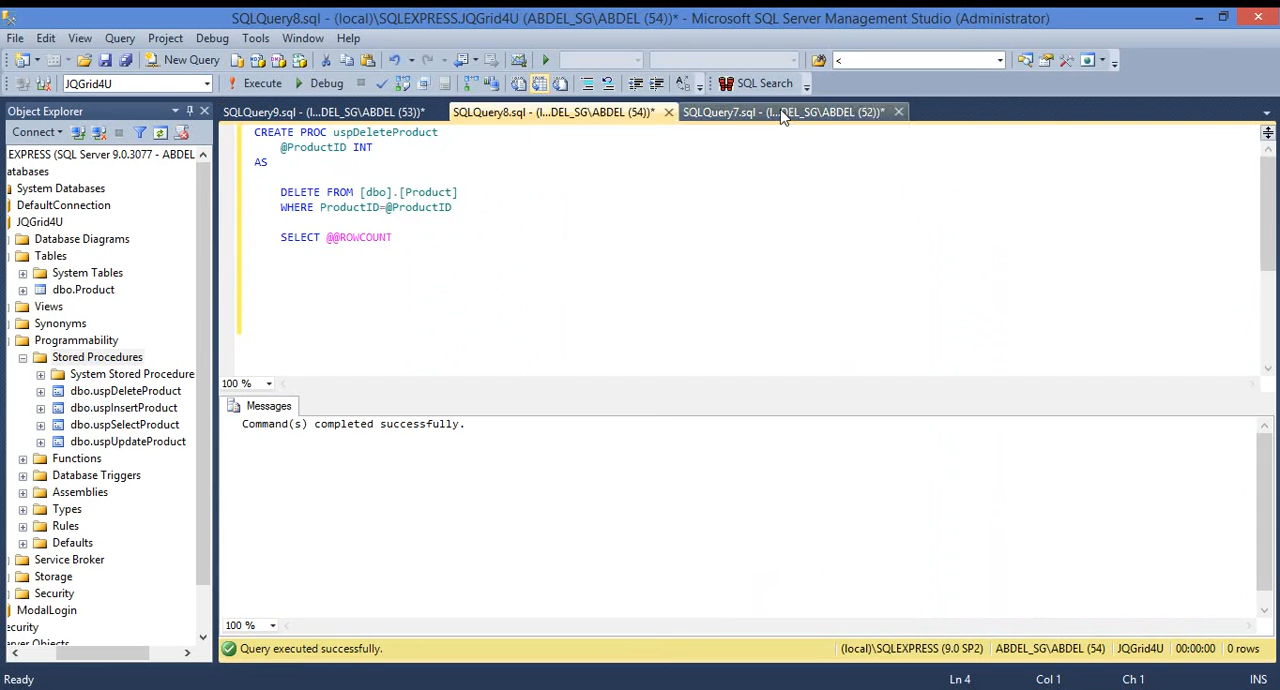 SQLQuery8.sql - (local)\SQLEXPRESS.JQGrid4U (ABDEL_SG\ABDEL (54))* - Microsoft SQL Server Management Studio (Administrator)
File Edit View Query Project Debug Tools Window Help
New Query <
JQGrid4U Execute Debug SQL Search
Object Explorer
SQLQuery9.sql - (l...DEL_SG\ABDEL (53))* SQLQuery8.sql - (l...DEL_SG\ABDEL (54))* SQLQuery7.sql - (l...DEL_SG\ABDEL (52))*
Connect
EXPRESS (SQL Server 9.0.3077 - ABDEL
atabases
System Databases
DefaultConnection
JQGrid4U
Database Diagrams
Tables
System Tables
dbo.Product
Views
Synonyms
Programmability
Stored Procedures
System Stored Procedure
dbo.uspDeleteProduct
dbo.uspInsertProduct
dbo.uspSelectProduct
dbo.uspUpdateProduct
Functions
Database Triggers
Assemblies
Types
Rules
Defaults
Service Broker
Storage
Security
ModalLogin
ecurity
CREATE PROC uspDeleteProduct
@ProductID INT
AS
DELETE FROM [dbo].[Product]
WHERE ProductID=@ProductID
SELECT @@ROWCOUNT
100 %
Messages
Command(s) completed successfully.
100 %
Query executed successfully. (local)\SQLEXPRESS (9.0 SP2) ABDEL_SG\ABDEL (54) JQGrid4U 00:00:00 0 rows
Ready Ln 4 Col 1 Ch 1 INS